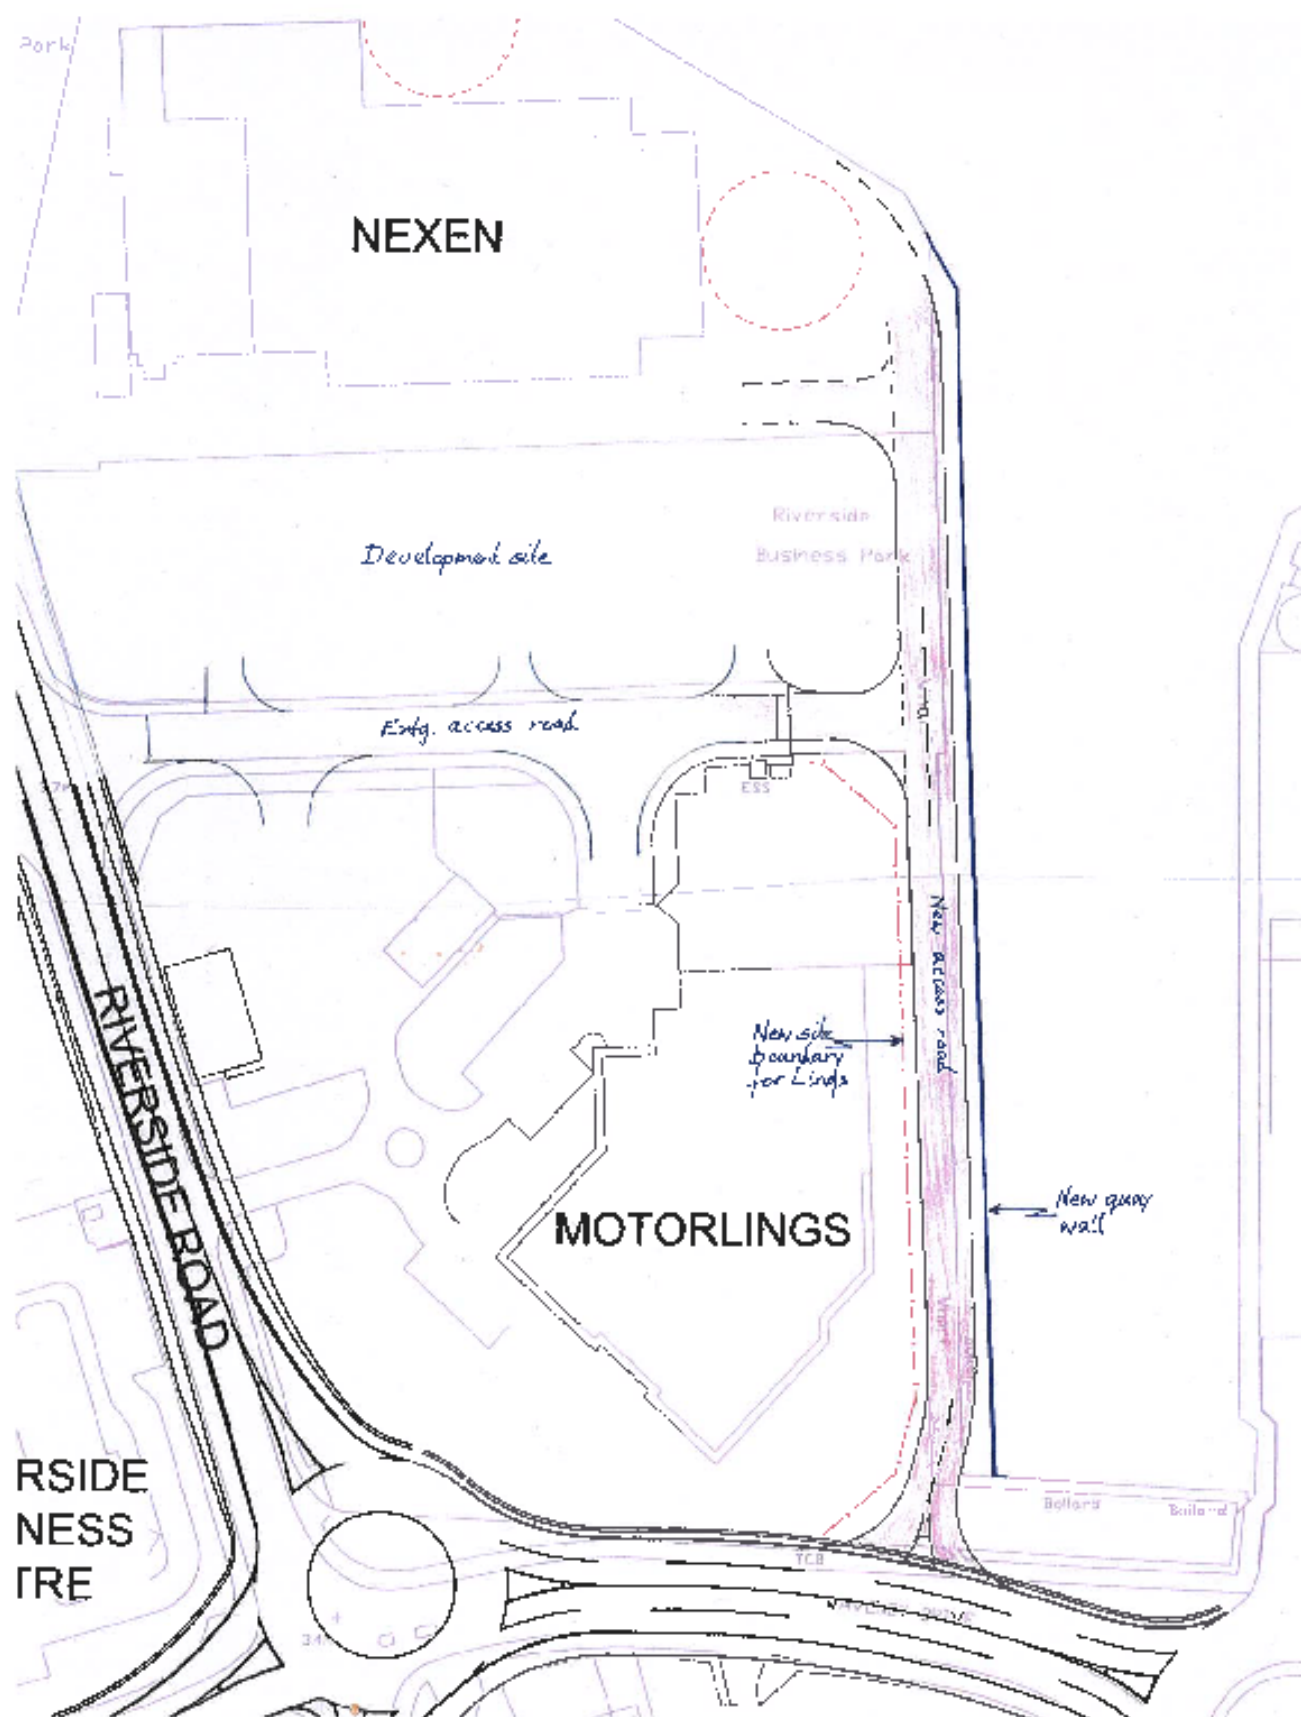 Park
NEXEN
Riverside
Business Park
Development site
Extg. access road
ESS
New access road
New site
boundary
for Lings
MOTORLINGS
New quay
wall
RIVERSIDE ROAD
RSIDE
NESS
TRE
Bollard
Bollard
TCB